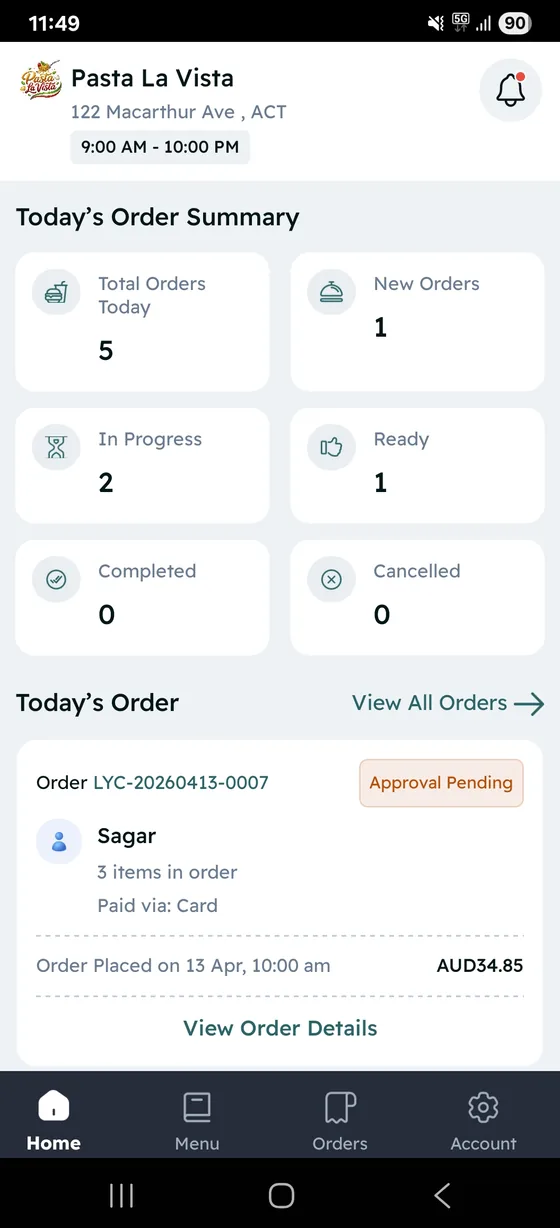 11:49
5G
90
Pasta La Vista
Pasta La Vista
122 Macarthur Ave , ACT
9:00 AM - 10:00 PM
Today’s Order Summary
Total Orders Today
5
New Orders
1
In Progress
2
Ready
1
Completed
0
Cancelled
0
Today’s Order
View All Orders
Order LYC-20260413-0007
Approval Pending
Sagar
3 items in order
Paid via: Card
Order Placed on 13 Apr, 10:00 am
AUD34.85
View Order Details
Home
Menu
Orders
Account